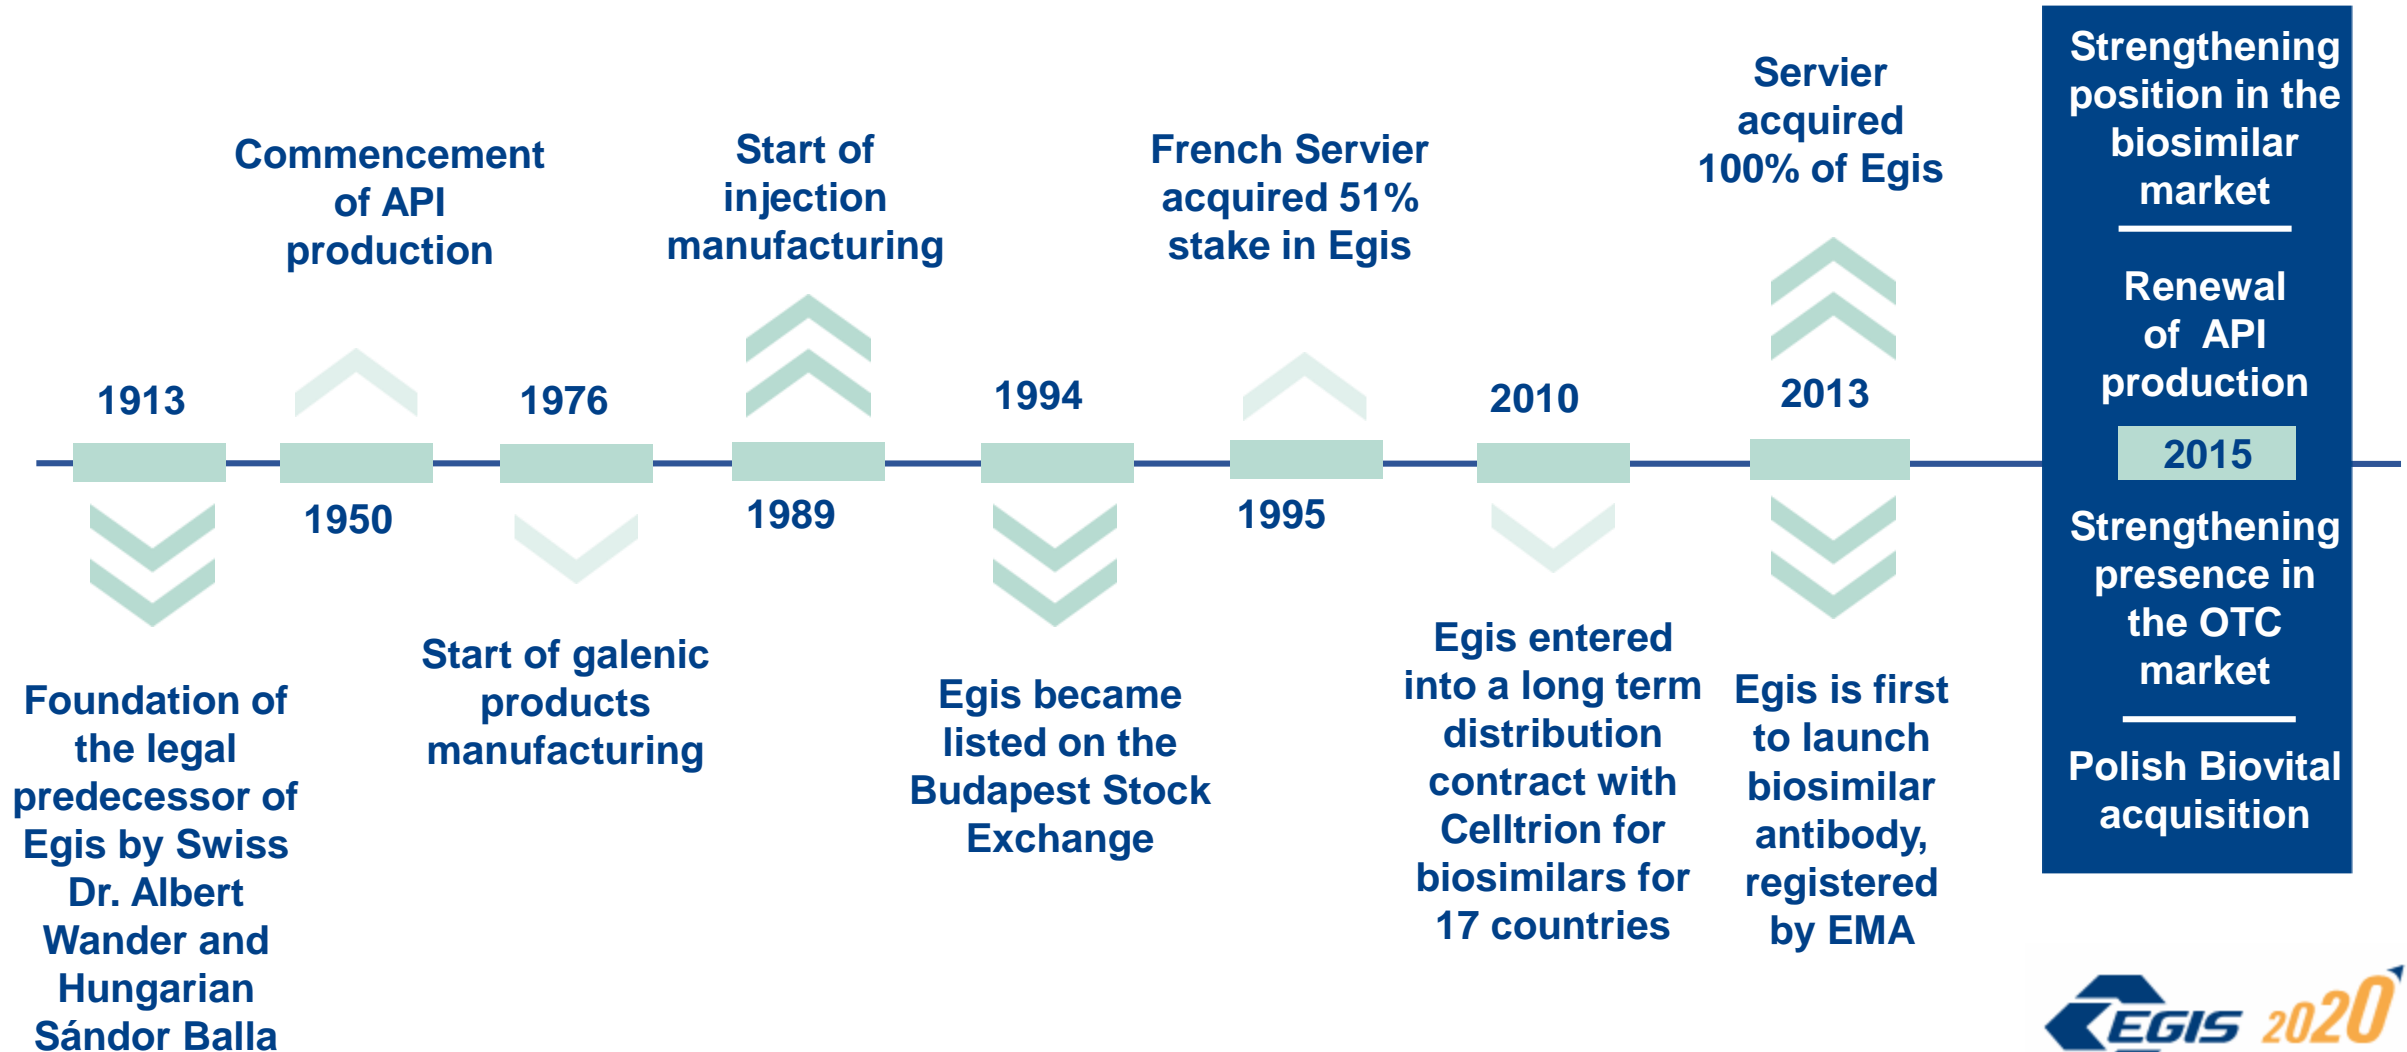 1913
Foundation of
the legal
predecessor of
Egis by Swiss
Dr. Albert
Wander and
Hungarian
Sándor Balla
Commencement
of API
production
1950
1976
Start of galenic
products
manufacturing
Start of
injection
manufacturing
1989
1994
Egis became
listed on the
Budapest Stock
Exchange
French Servier
acquired 51%
stake in Egis
1995
2010
Egis entered
into a long term
distribution
contract with
Celltrion for
biosimilars for
17 countries
Servier
acquired
100% of Egis
2013
Egis is first
to launch
biosimilar
antibody,
registered
by EMA
Strengthening
position in the
biosimilar
market
Renewal
of API
production
2015
Strengthening
presence in
the OTC
market
Polish Biovital
acquisition
EGIS 2020